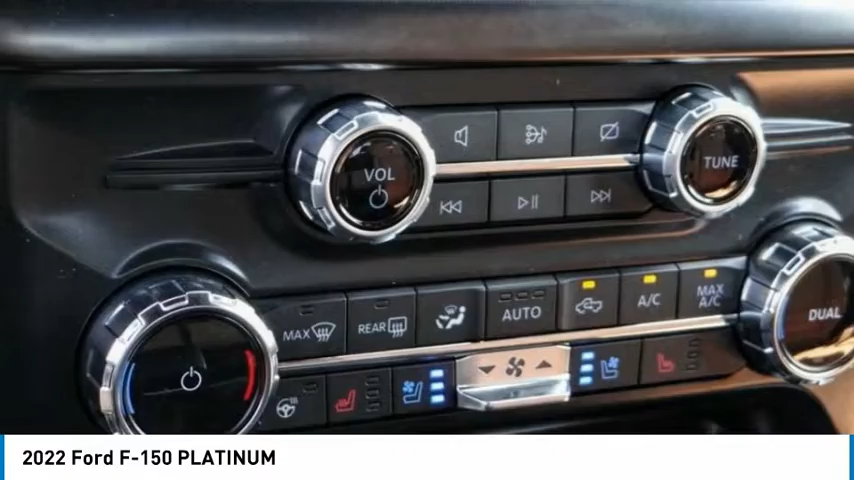 VOL
TUNE
MAX
REAR
AUTO
A/C
MAX
A/C
DUAL
2022 Ford F-150 PLATINUM